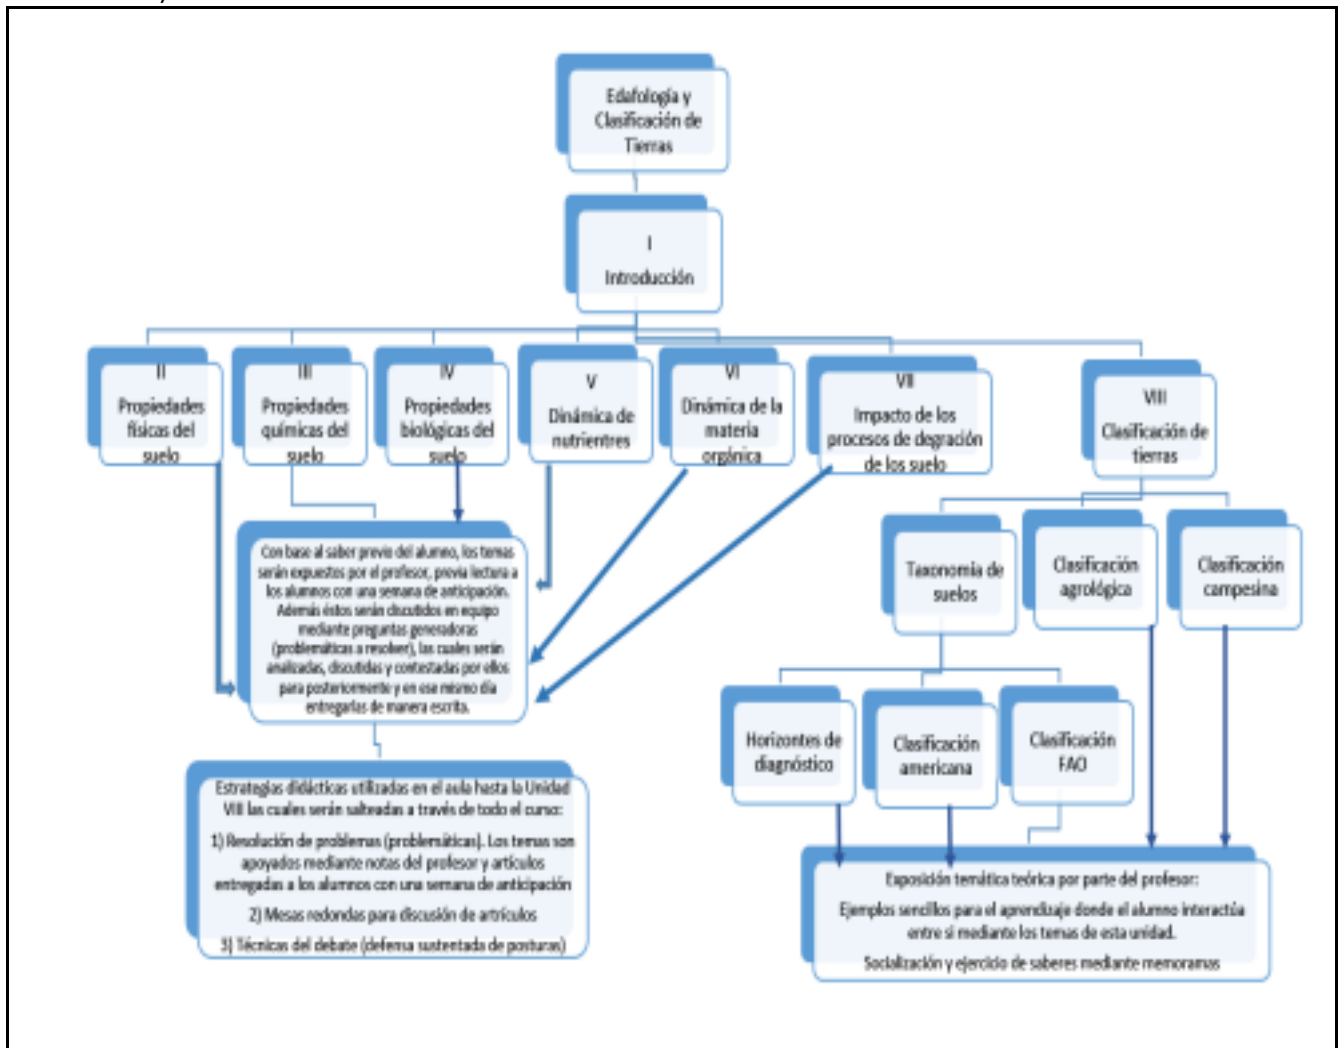 Edafología y
Clasificación de
Tierras
I
Introducción
II
Propiedades
físicas del
suelo
III
Propiedades
químicas del
suelo
IV
Propiedades
biológicas del
suelo
V
Dinámica de
nutrientres
VI
Dinámica de la
materia
orgánica
VII
Impacto de los
procesos de degración
de los suelo
VIII
Clasificación de
tierras
Con base al saber previo del alumno, los temas
serán expuestos por el profesor, previa lectura a
los alumnos con una semana de anticipación.
Además éstos serán discutidos en equipo
mediante preguntas generadoras
(problemáticas a resolver), las cuales serán
analizadas, discutidas y contestadas por ellos
para posteriormente y en ese mismo día
entregarlas de manera escrita.
Taxonomía de
suelos
Clasificación
agrológica
Clasificación
campesina
Horizontes de
diagnóstico
Clasificación
americana
Clasificación
FAO
Estrategias didácticas utilizadas en el aula hasta la Unidad
VIII las cuales serán salteadas a través de todo el curso:
1) Resolución de problemas (problemáticas). Los temas son
apoyados mediante notas del profesor y artículos
entregadas a los alumnos con una semana de anticipación
2) Mesas redondas para discusión de artrículos
3) Técnicas del debate (defensa sustentada de posturas)
Exposición temática teórica por parte del profesor:
Ejemplos sencillos para el aprendizaje donde el alumno interactúa
entre si mediante los temas de esta unidad.
Socialización y ejercicio de saberes mediante memoramas